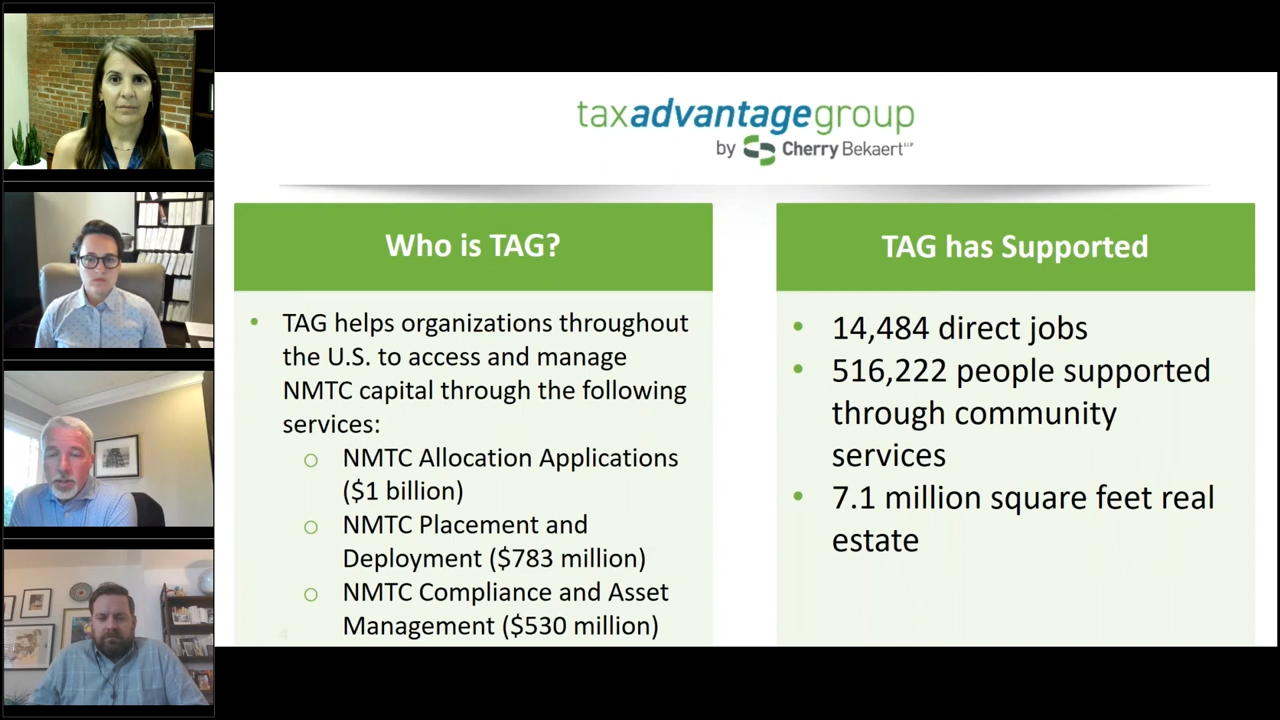 taxadvantagegroup
by CherryBekaert LLP
Who is TAG?
• TAG helps organizations throughout
the U.S. to access and manage
NMTC capital through the following
services:
o NMTC Allocation Applications
($1 billion)
o NMTC Placement and
Deployment ($783 million)
o NMTC Compliance and Asset
Management ($530 million)
TAG has Supported
• 14,484 direct jobs
• 516,222 people supported
through community
services
• 7.1 million square feet real
estate